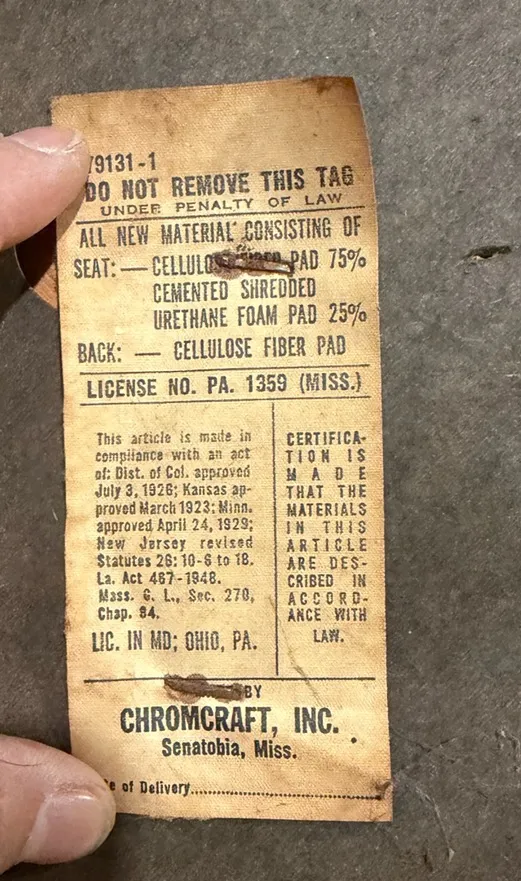 79131-1
DO NOT REMOVE THIS TAG
UNDER PENALTY OF LAW
ALL NEW MATERIAL CONSISTING OF
SEAT: — CELLULOSE FIBER PAD 75%
CEMENTED SHREDDED
URETHANE FOAM PAD 25%
BACK: — CELLULOSE FIBER PAD
LICENSE NO. PA. 1359 (MISS.)
This article is made in
compliance with an act
of: Dist. of Col. approved
July 3, 1926; Kansas ap-
proved March 1923; Minn.
approved April 24, 1929;
New Jersey revised
Statutes 26: 10-6 to 18.
La. Act 467-1948.
Mass. G. L., Sec. 270,
Chap. 94.
LIC. IN MD; OHIO, PA.
CERTIFICA-
TION IS
MADE
THAT THE
MATERIALS
IN THIS
ARTICLE
ARE DES-
CRIBED IN
ACCORD-
ANCE WITH
LAW.
BY
CHROMCRAFT, INC.
Senatobia, Miss.
of Delivery